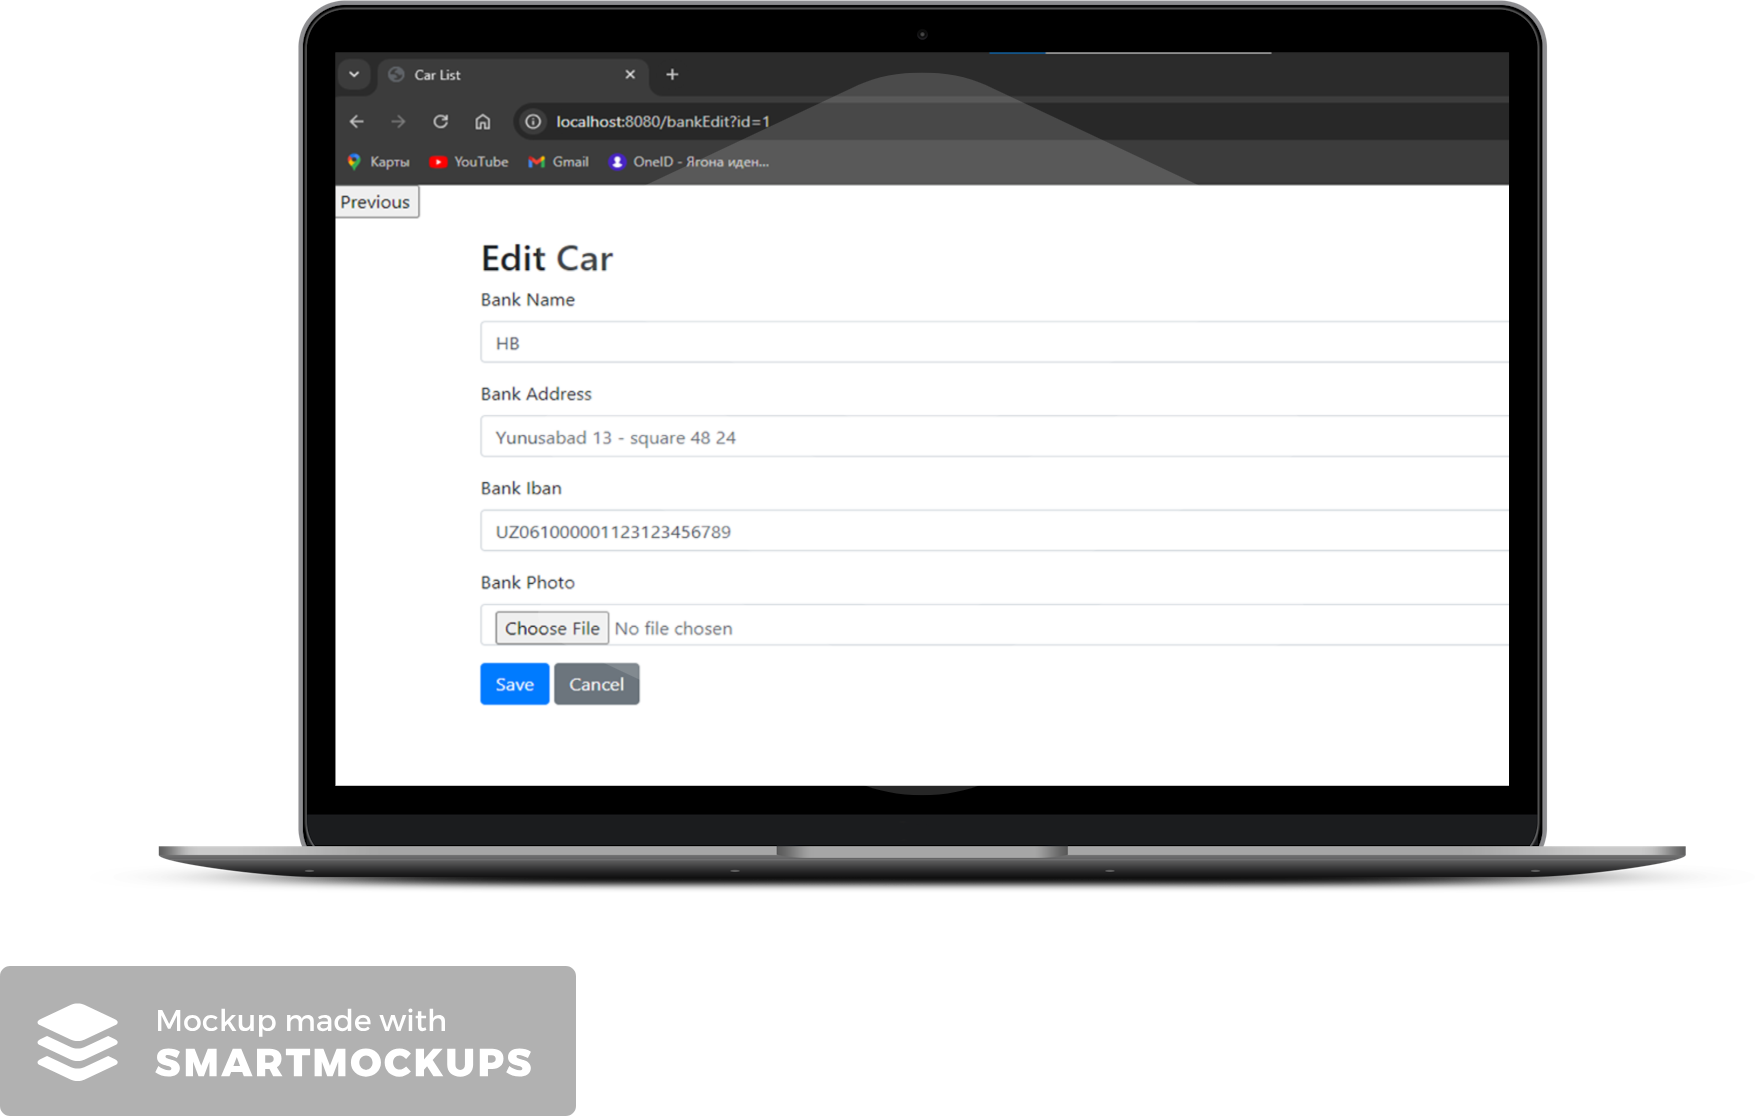 Car List
localhost:8080/bankEdit?id=1
Карты YouTube Gmail OneID - Ягона иден...
Previous
Edit Car
Bank Name
HB
Bank Address
Yunusabad 13 - square 48 24
Bank Iban
UZ061000001123123456789
Bank Photo
Choose File No file chosen
Save Cancel
Mockup made with
SMARTMOCKUPS